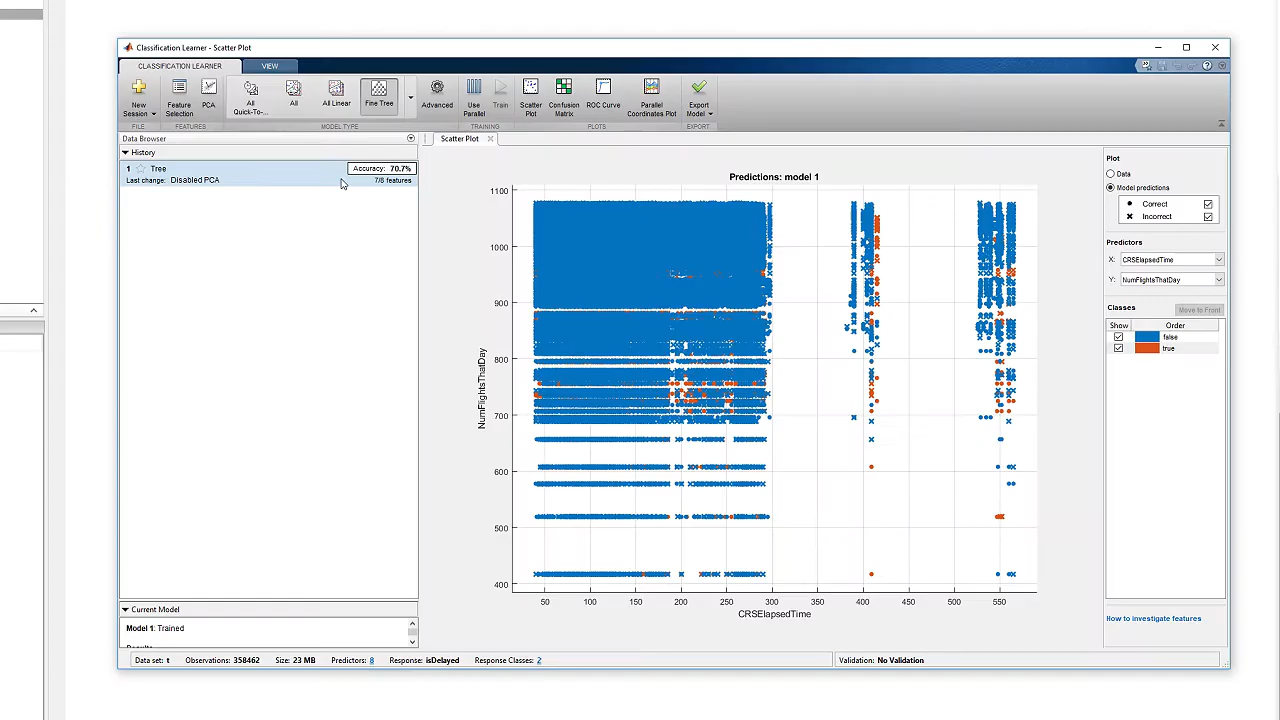 Classification Learner - Scatter Plot
CLASSIFICATION LEARNER
VIEW
New Session
Feature Selection
PCA
All Quick-To-...
All
All Linear
Fine Tree
Advanced
Use Parallel
Train
Scatter Plot
Confusion Matrix
ROC Curve
Parallel Coordinates Plot
Export Model
FILE
FEATURES
MODEL TYPE
TRAINING
PLOTS
EXPORT
Data Browser
History
1 Tree
Accuracy: 70.7%
Last change: Disabled PCA
7/8 features
Current Model
Model 1: Trained
Scatter Plot
Predictions: model 1
1100
1000
900
800
700
600
500
400
NumFlightsThatDay
50 100 150 200 250 300 350 400 450 500 550
CRSElapsedTime
Plot
Data
Model predictions
Correct
Incorrect
Predictors
X: CRSElapsedTime
Y: NumFlightsThatDay
Classes
Move to Front
Show Order
false
true
How to investigate features
Data set: t Observations: 358462 Size: 23 MB Predictors: 8 Response: isDelayed Response Classes: 2
Validation: No Validation